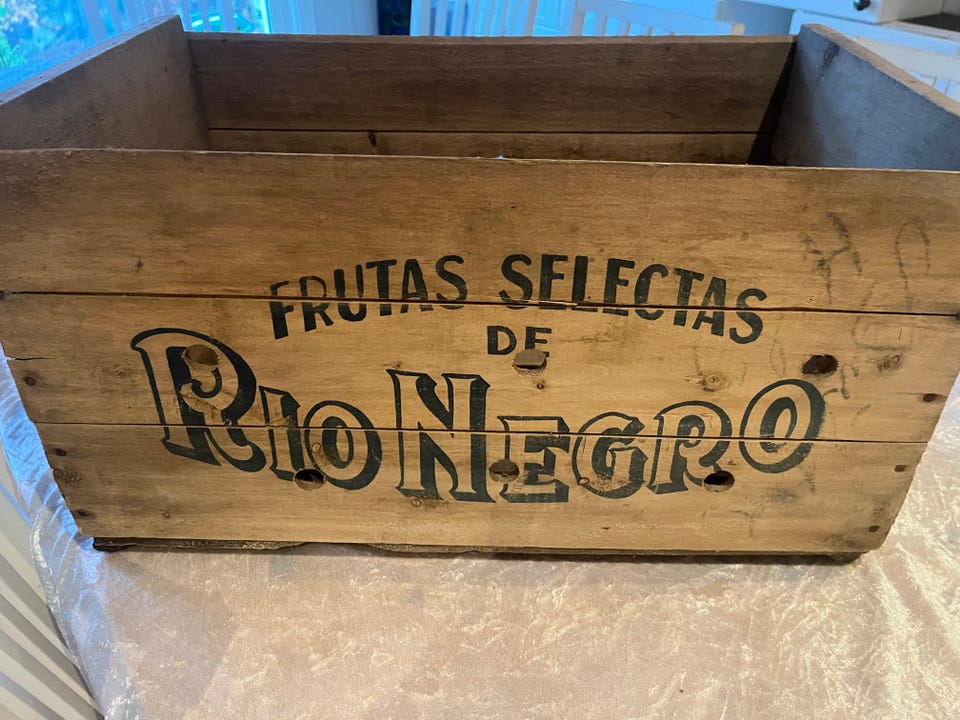 FRUTAS SELECTAS
DE
RIO NEGRO